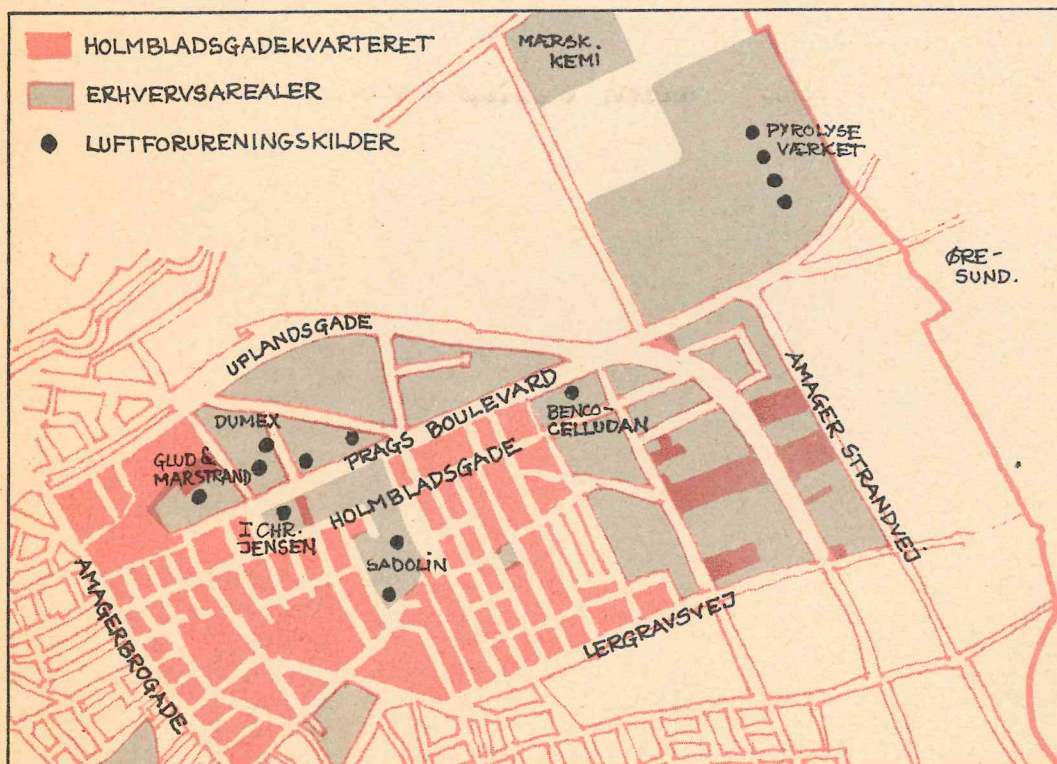 HOLMBLADSGADEKVARTERET
ERHVERVSAREALER
LUFTFORURENINGSKILDER
MÆRSK.
KEMI
PYROLYSE
VÆRKET
ØRE-
SUND.
UPLANDSGADE
AMAGER STRANDVEJ
PRAGS BOULEVARD
BENCO-
CELLUDAN
DUMEX
GLUD &
MARSTRAND
HOLMBLADSGADE
I CHR.
JENSEN
SADOLIN
AMAGERBROGADE
LERGRAVSVEJ